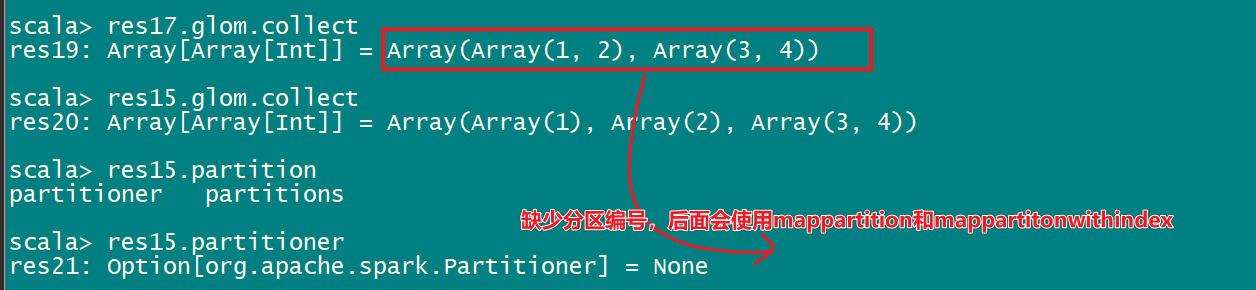 scala> res17.glom.collect
res19: Array[Array[Int]] = Array(Array(1, 2), Array(3, 4))
scala> res15.glom.collect
res20: Array[Array[Int]] = Array(Array(1), Array(2), Array(3, 4))
scala> res15.partition
partitioner   partitions
缺少分区编号，后面会使用mappartition和mappartitonwithindex
scala> res15.partitioner
res21: Option[org.apache.spark.Partitioner] = None